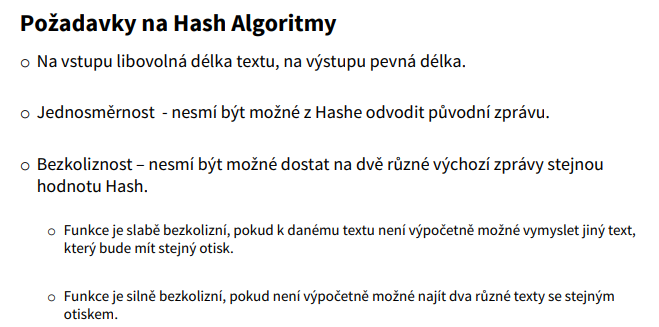 Požadavky na Hash Algoritmy
o Na vstupu libovolná délka textu, na výstupu pevná délka.
o Jednosměrnost - nesmí být možné z Hashe odvodit původní zprávu.
o Bezkoliznost – nesmí být možné dostat na dvě různé výchozí zprávy stejnou
hodnotu Hash.
o Funkce je slabě bezkolizní, pokud k danému textu není výpočetně možné vymyslet jiný text,
který bude mít stejný otisk.
o Funkce je silně bezkolizní, pokud není výpočetně možné najít dva různé texty se stejným
otiskem.